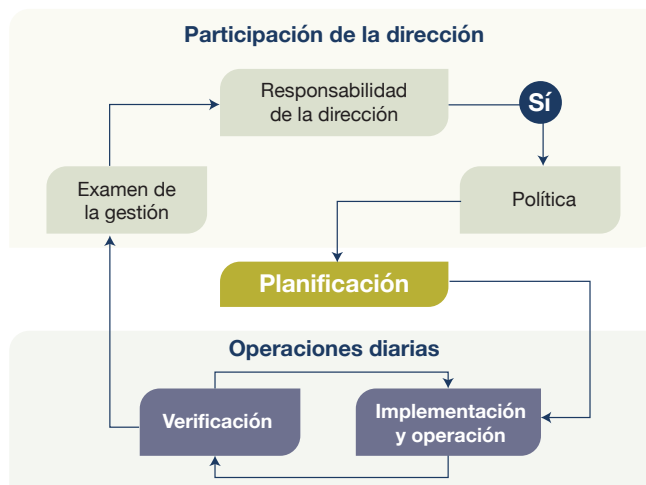 Participación de la dirección
Responsabilidad
de la dirección
Sí
Examen de
la gestión
Política
Planificación
Operaciones diarias
Verificación
Implementación
y operación